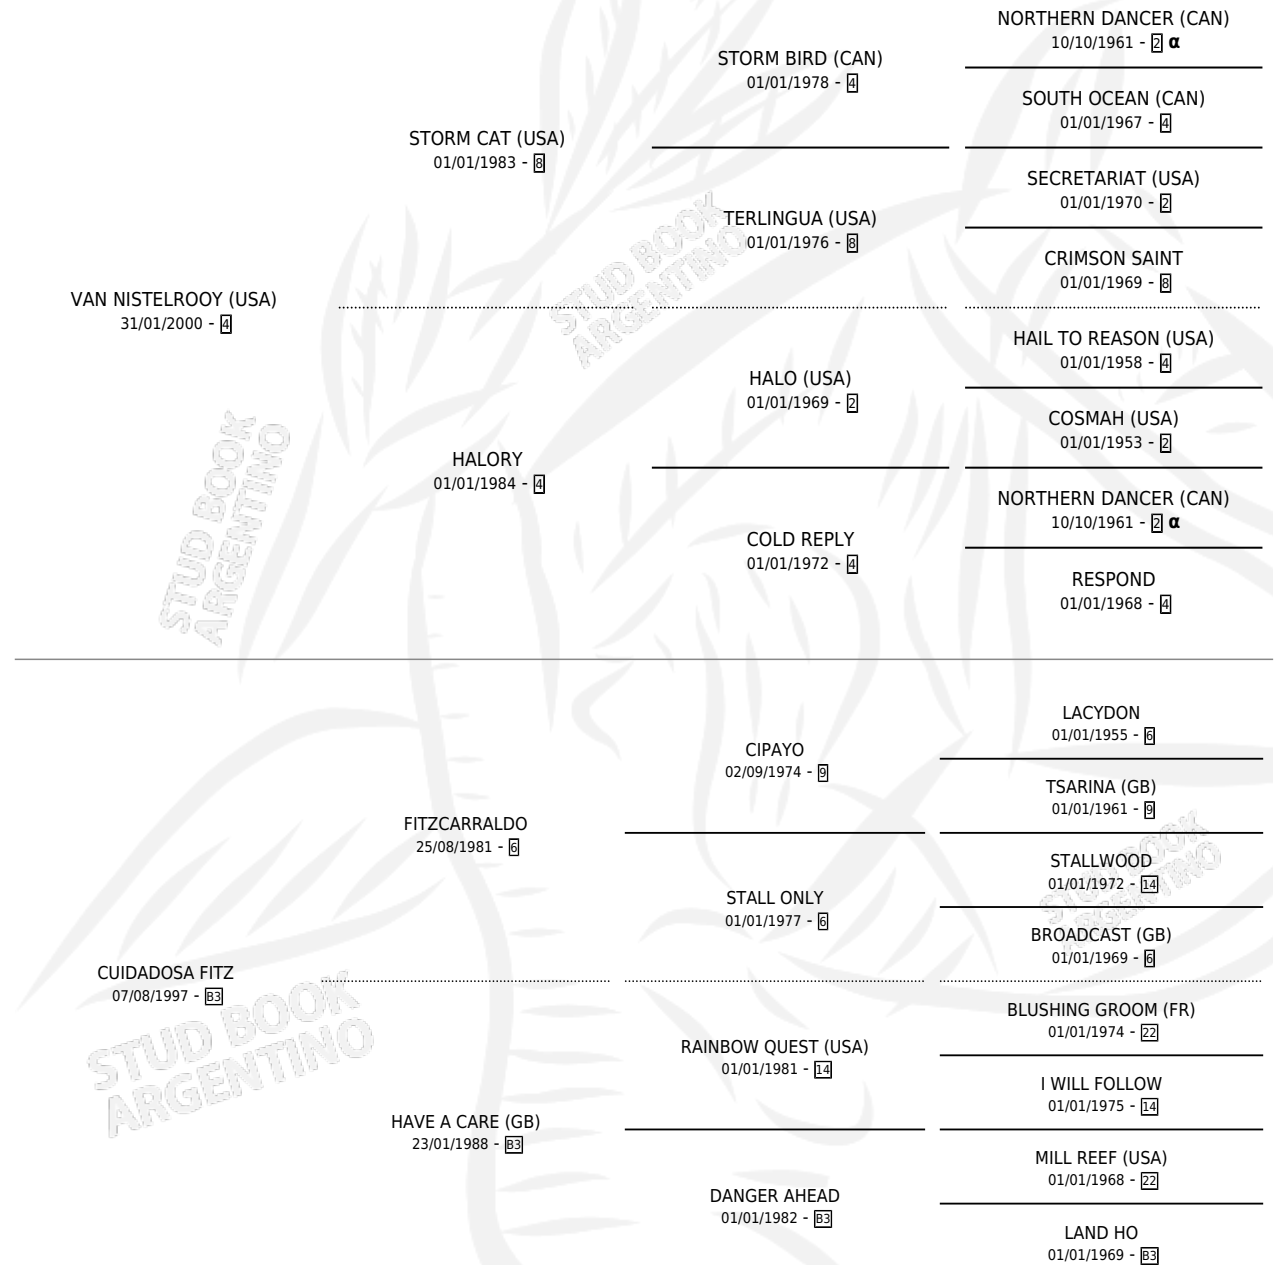 NORTHERN DANCER (CAN)
10/10/1961 - 2 α
STORM BIRD (CAN)
01/01/1978 - 4
SOUTH OCEAN (CAN)
01/01/1967 - 4
STORM CAT (USA)
01/01/1983 - 8
SECRETARIAT (USA)
01/01/1970 - 2
TERLINGUA (USA)
01/01/1976 - 8
CRIMSON SAINT
01/01/1969 - 8
VAN NISTELROOY (USA)
31/01/2000 - 4
HAIL TO REASON (USA)
01/01/1958 - 4
HALO (USA)
01/01/1969 - 2
COSMAH (USA)
01/01/1953 - 2
HALORY
01/01/1984 - 4
NORTHERN DANCER (CAN)
10/10/1961 - 2 α
COLD REPLY
01/01/1972 - 4
RESPOND
01/01/1968 - 4
LACYDON
01/01/1955 - 6
CIPAYO
02/09/1974 - 9
TSARINA (GB)
01/01/1961 - 9
FITZCARRALDO
25/08/1981 - 6
STALLWOOD
01/01/1972 - 14
STALL ONLY
01/01/1977 - 6
BROADCAST (GB)
01/01/1969 - 6
CUIDADOSA FITZ
07/08/1997 - B3
BLUSHING GROOM (FR)
01/01/1974 - 22
RAINBOW QUEST (USA)
01/01/1981 - 14
I WILL FOLLOW
01/01/1975 - 14
HAVE A CARE (GB)
23/01/1988 - B3
MILL REEF (USA)
01/01/1968 - 22
DANGER AHEAD
01/01/1982 - B3
LAND HO
01/01/1969 - B3
STUD BOOK
ARGENTINO
STUD BOOK
ARGENTINO
STUD BOOK
ARGENTINO
STUD BOOK
ARGENTINO